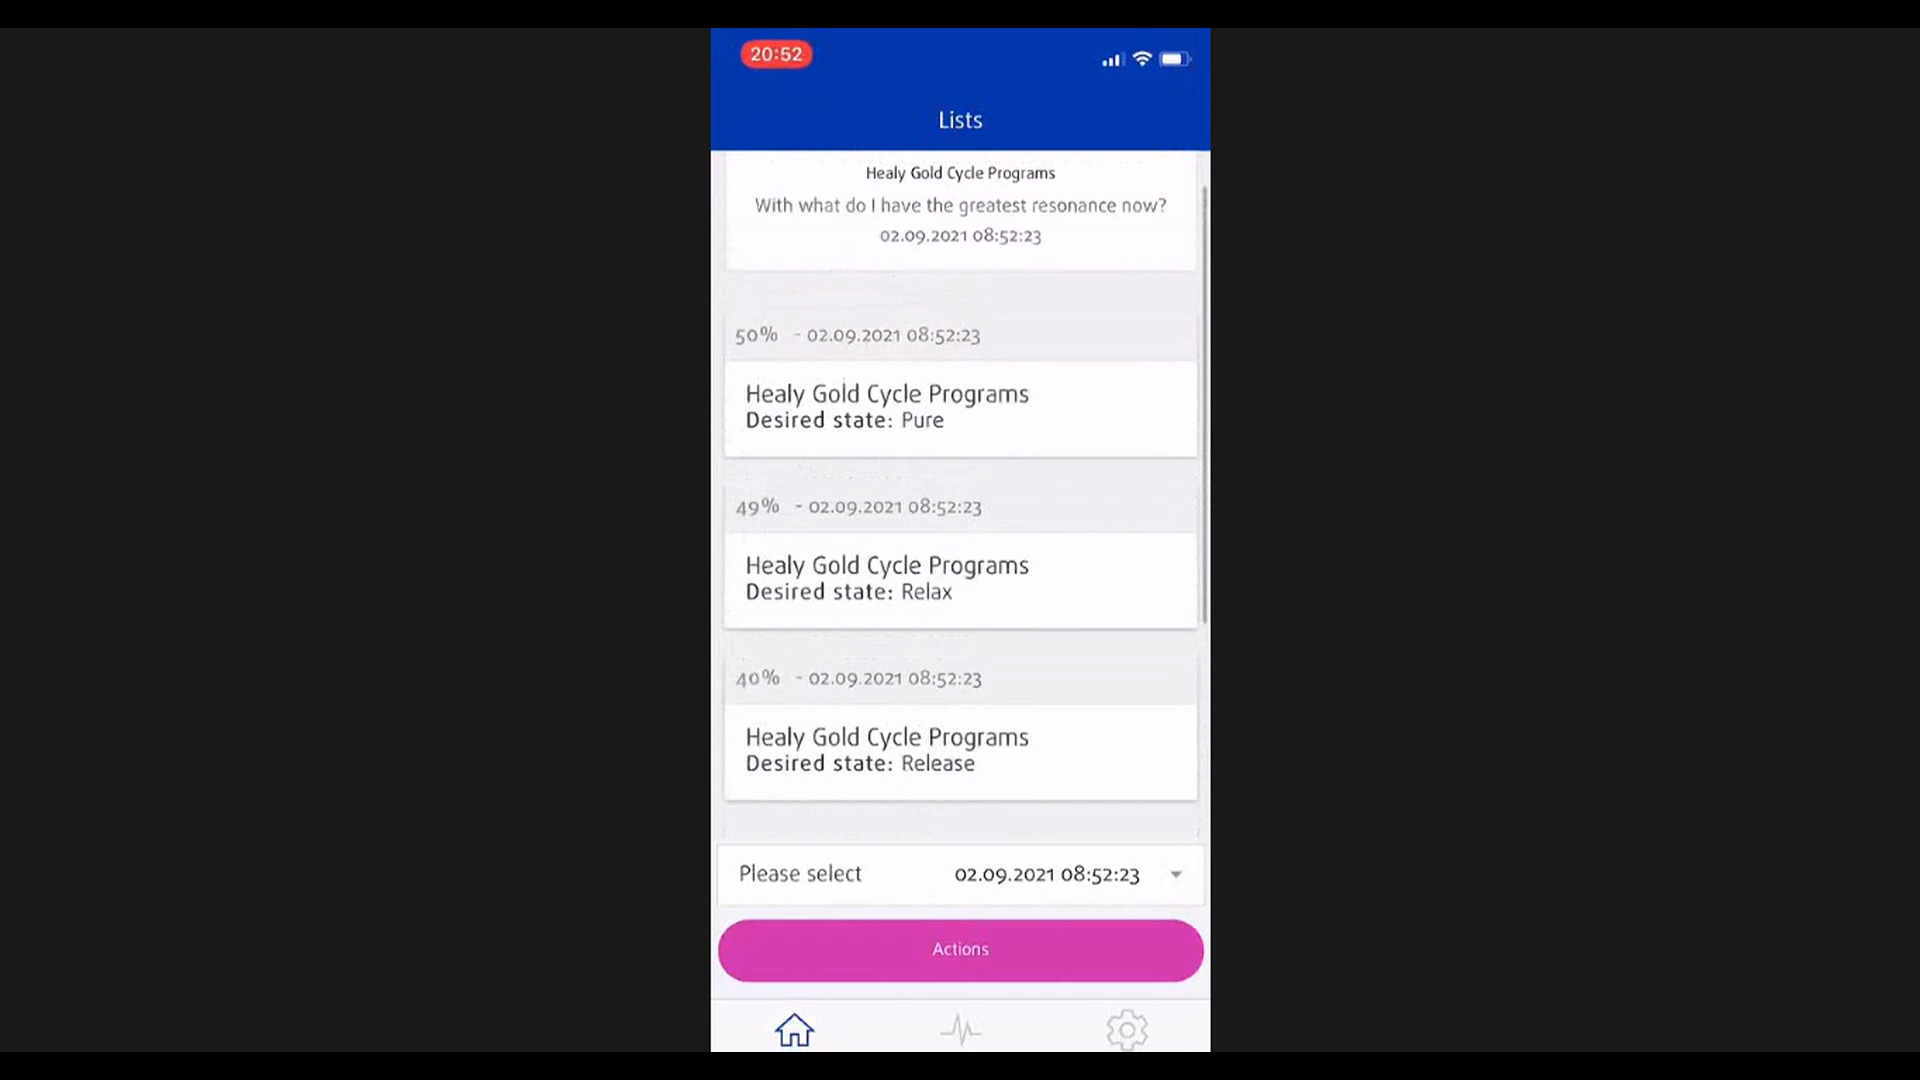 20:52
Lists
Healy Gold Cycle Programs
With what do I have the greatest resonance now?
02.09.2021 08:52:23
50% - 02.09.2021 08:52:23
Healy Gold Cycle Programs
Desired state: Pure
49% - 02.09.2021 08:52:23
Healy Gold Cycle Programs
Desired state: Relax
40% - 02.09.2021 08:52:23
Healy Gold Cycle Programs
Desired state: Release
Please select 02.09.2021 08:52:23
Actions